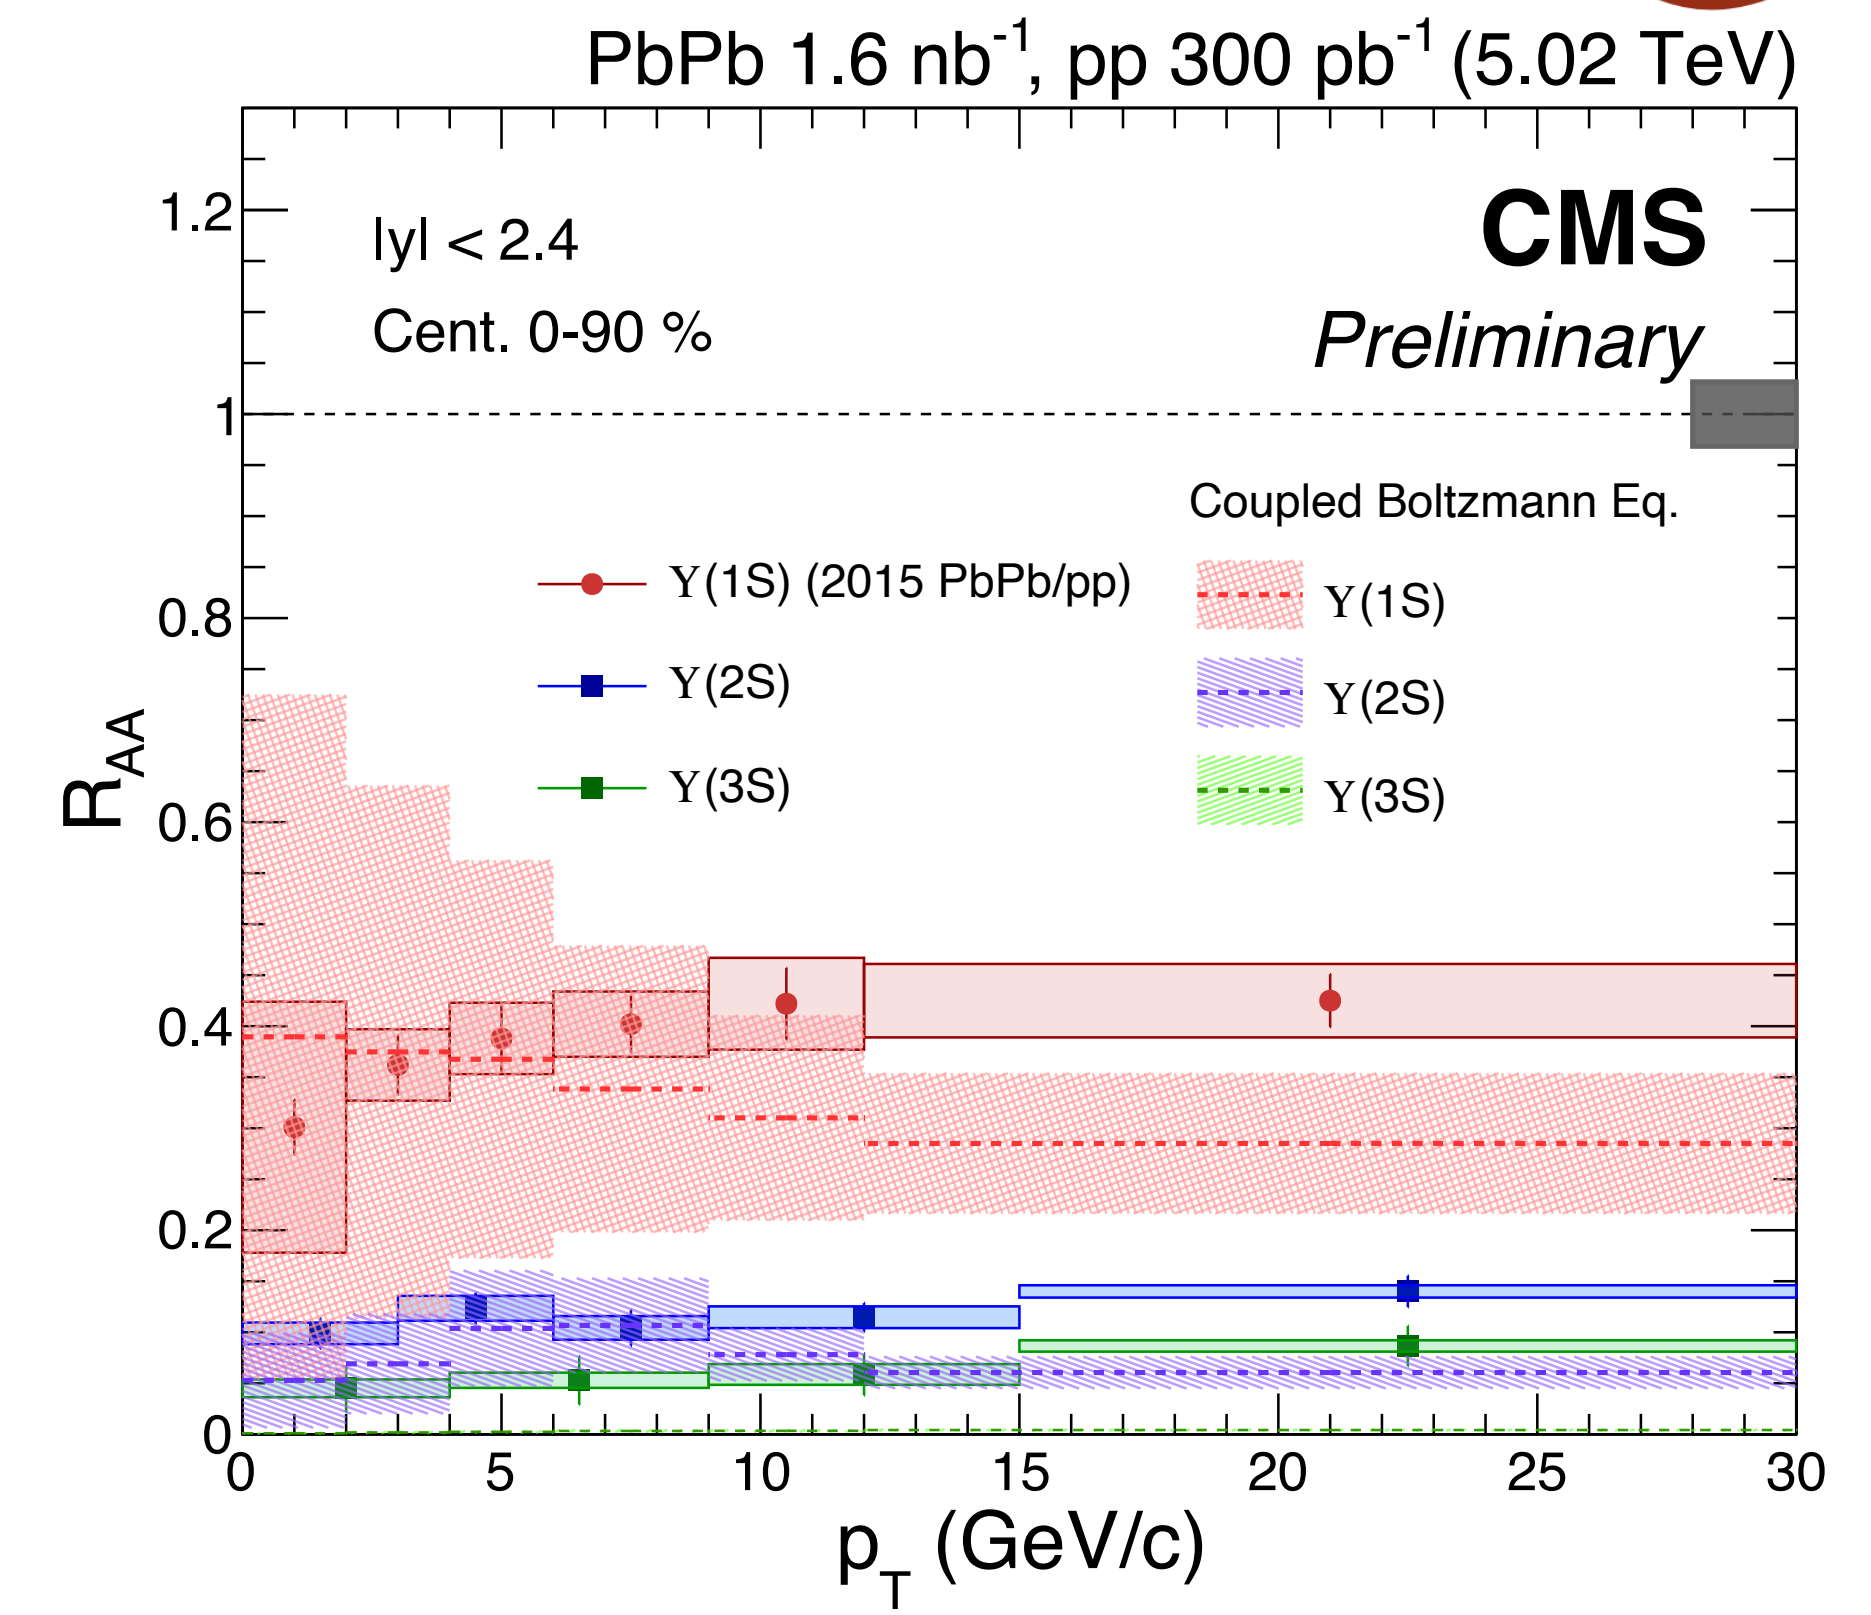 PbPb 1.6 nb⁻¹, pp 300 pb⁻¹ (5.02 TeV)
|y| < 2.4
Cent. 0-90 %
CMS
Preliminary
Coupled Boltzmann Eq.
ϒ(1S) (2015 PbPb/pp)
ϒ(2S)
ϒ(3S)
ϒ(1S)
ϒ(2S)
ϒ(3S)
R_AA
1.2
1
0.8
0.6
0.4
0.2
0
0 5 10 15 20 25 30
p_T (GeV/c)